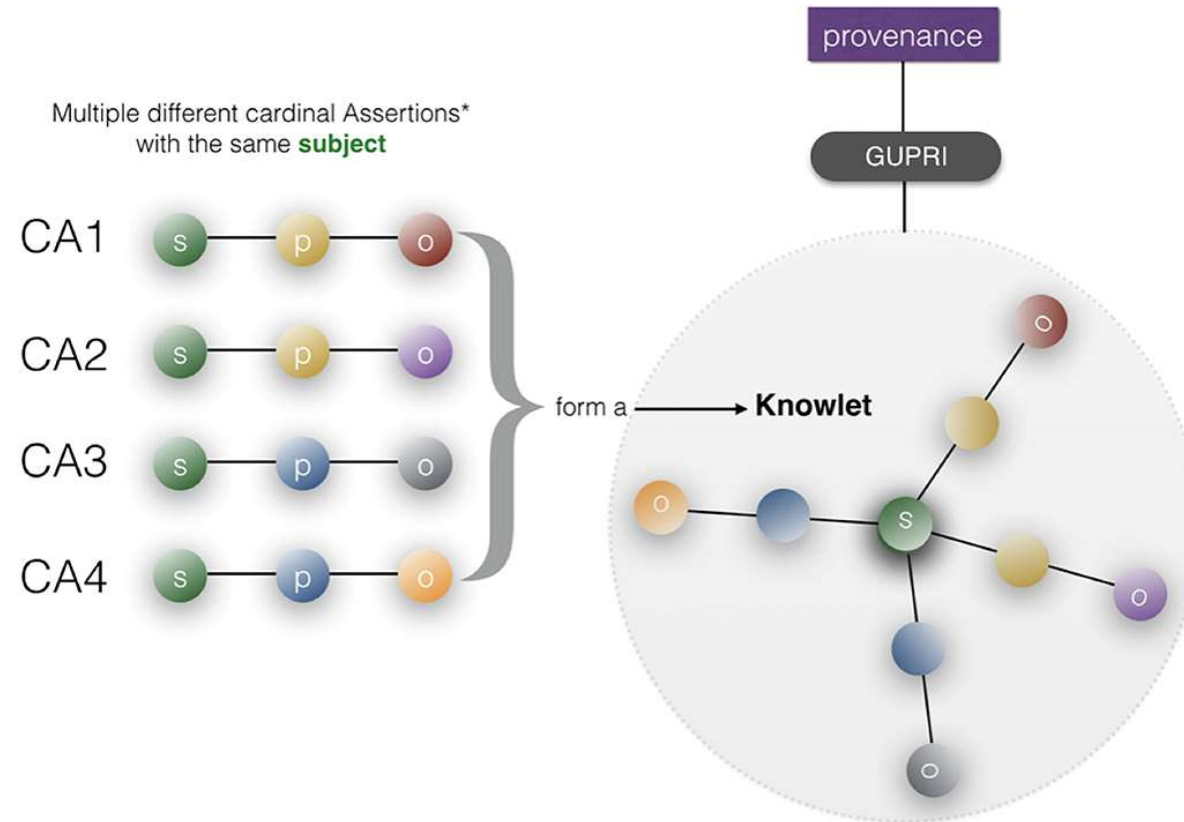 provenance
GUPRI
Multiple different cardinal Assertions*
with the same subject
CA1 s p o
CA2 s p o
CA3 s p o
CA4 s p o
form a
Knowlet
o
o
s
o
o